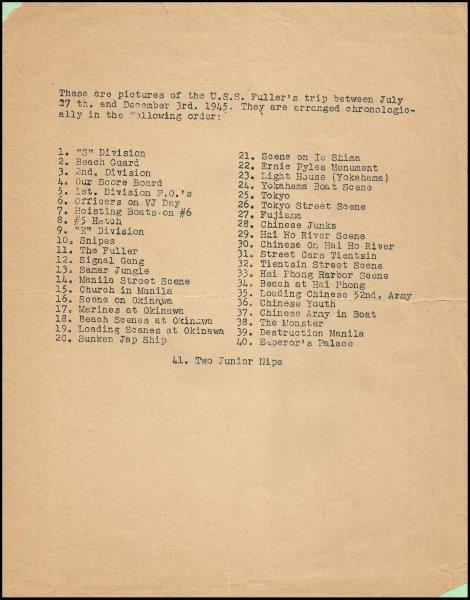 These are pictures of the U.S.S. Fuller's trip between July
27 th. and December 3rd. 1945. They are arranged chronologic-
ally in the following order:
1. "S" Division
2. Beach Guard
3. 2nd. Division
4. Our Score Board
5. 1st. Division P.O.'s
6. Officers on VJ Day
7. Hoisting Boats on #6
8. #5 Hatch
9. "E" Division
10. Snipes
11. The Fuller
12. Signal Gang
13. Samar Jungle
14. Manila Street Scene
15. Church in Manila
16. Scene on Okinawa
17. Marines at Okinawa
18. Beach Scenes at Okinawa
19. Loading Scenes at Okinawa
20. Sunken Jap Ship
21. Scene on Ie Shima
22. Ernie Pyles Monument
23. Light House (Yokahama)
24. Yokahama Boat Scene
25. Tokyo
26. Tokyo Street Scene
27. Fujiama
28. Chinese Junks
29. Hai Ho River Scene
30. Chinese On Hai Ho River
31. Street Cars Tientsin
32. Tientsin Street Scene
33. Hai Phong Harbor Scene
34. Beach at Hai Phong
35. Loading Chinese 52nd. Army
36. Chinese Youth
37. Chinese Army in Boat
38. The Monster
39. Destruction Manila
40. Emperor's Palace
41. Two Junior Nips